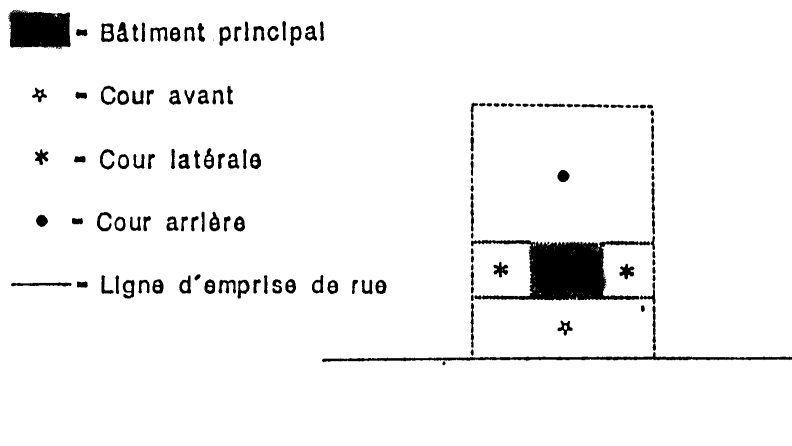 - Bâtiment principal
☆ - Cour avant
* - Cour latérale
● - Cour arrière
- Ligne d'emprise de rue